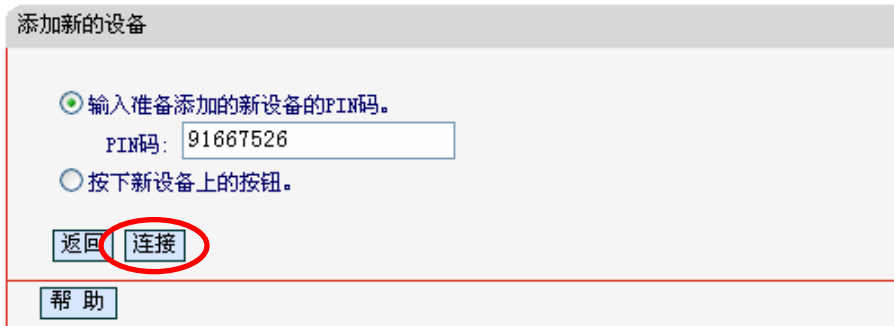 添加新的设备
输入准备添加的新设备的PIN码。
PIN码: 91667526
按下新设备上的按钮。
返回 连接
帮 助